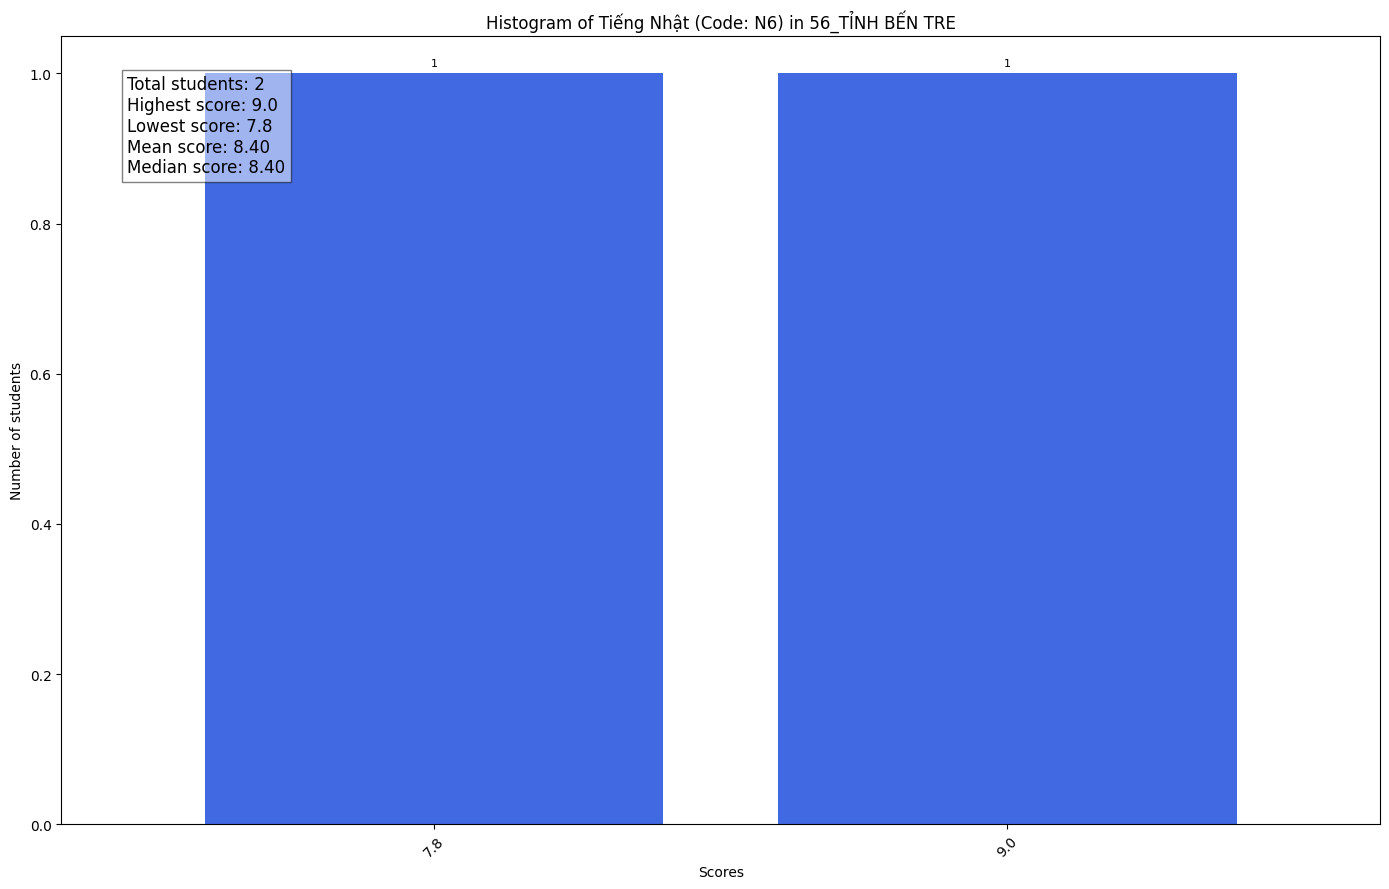 Histogram of Tiếng Nhật (Code: N6) in 56_TỈNH BẾN TRE
Total students: 2
Highest score: 9.0
Lowest score: 7.8
Mean score: 8.40
Median score: 8.40
1
1
1.0
0.8
0.6
0.4
0.2
0.0
Number of students
7.8
9.0
Scores